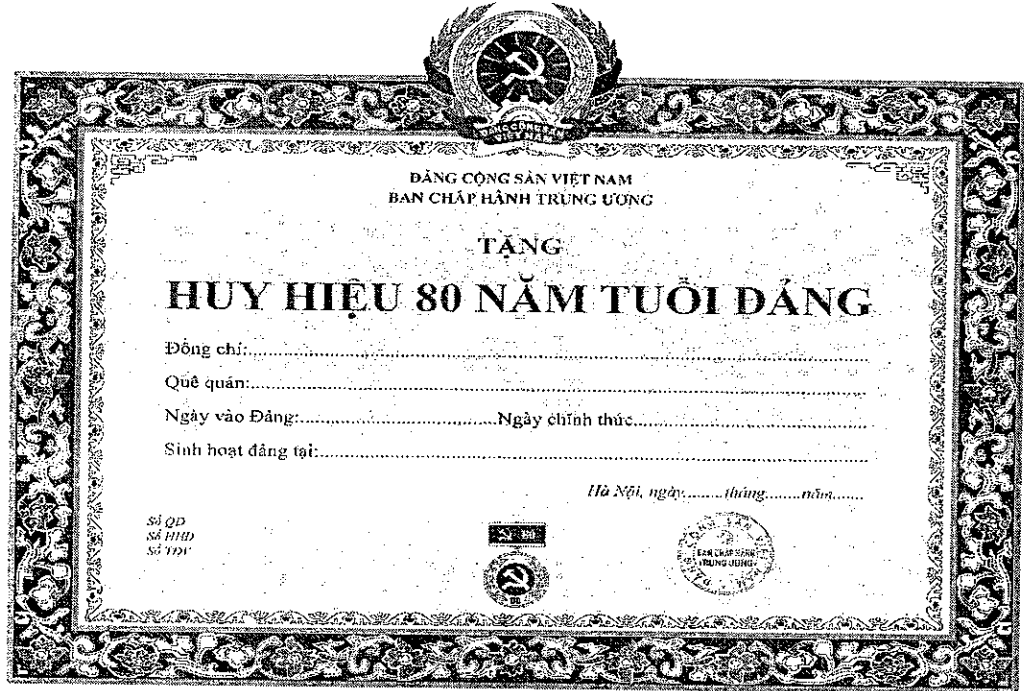 ĐẢNG CỘNG SẢN VIỆT NAM
BAN CHẤP HÀNH TRUNG ƯƠNG
TẶNG
HUY HIỆU 80 NĂM TUỔI ĐẢNG
Đồng chí:....................
Quê quán:....................
Ngày vào Đảng:....................Ngày chính thức....................
Sinh hoạt đảng tại:....................
Hà Nội, ngày.........tháng.........năm.......
Số QĐ
Số HHĐ
Số TĐV
80
BAN CHẤP HÀNH
TRUNG ƯƠNG
80